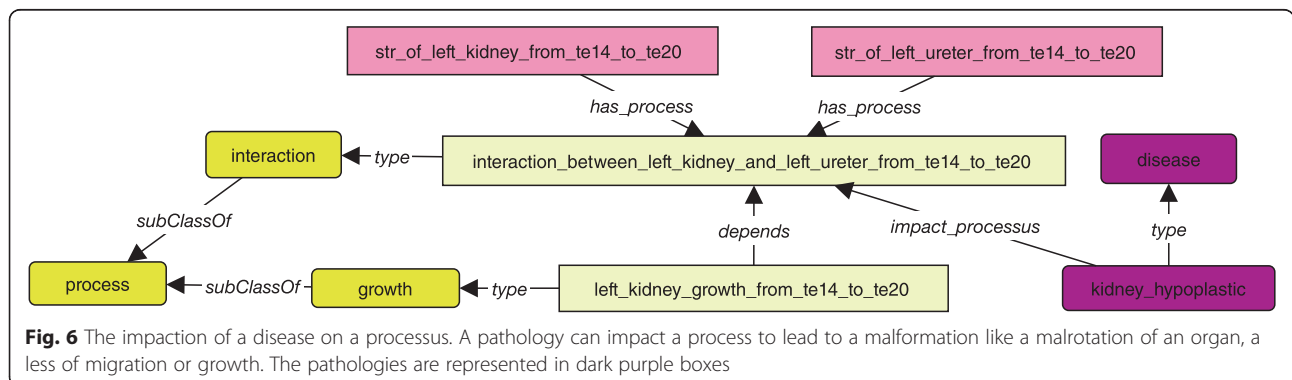 str_of_left_kidney_from_te14_to_te20
str_of_left_ureter_from_te14_to_te20
has_process
has_process
interaction
type
interaction_between_left_kidney_and_left_ureter_from_te14_to_te20
disease
subClassOf
depends
impact_processus
type
process
subClassOf
growth
type
left_kidney_growth_from_te14_to_te20
kidney_hypoplastic
Fig. 6 The impaction of a disease on a processus. A pathology can impact a process to lead to a malformation like a malrotation of an organ, a
less of migration or growth. The pathologies are represented in dark purple boxes